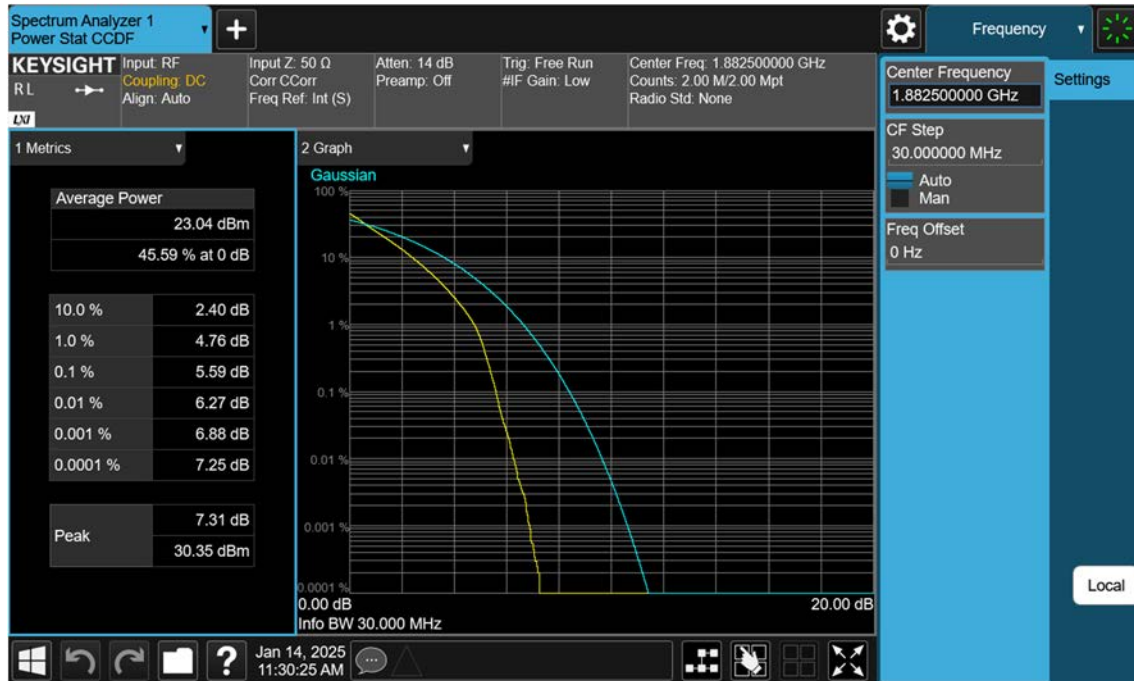 Spectrum Analyzer 1
Power Stat CCDF
Frequency
KEYSIGHT
R L
LXI
Input: RF
Coupling: DC
Align: Auto
Input Z: 50 Ω
Corr CCorr
Freq Ref: Int (S)
Atten: 14 dB
Preamp: Off
Trig: Free Run
#IF Gain: Low
Center Freq: 1.882500000 GHz
Counts: 2.00 M/2.00 Mpt
Radio Std: None
Center Frequency
1.882500000 GHz
Settings
CF Step
30.000000 MHz
Auto
Man
Freq Offset
0 Hz
Local
1 Metrics
Average Power
23.04 dBm
45.59 % at 0 dB
10.0 % 2.40 dB
1.0 % 4.76 dB
0.1 % 5.59 dB
0.01 % 6.27 dB
0.001 % 6.88 dB
0.0001 % 7.25 dB
Peak 7.31 dB
30.35 dBm
2 Graph
Gaussian
100 %
10 %
1 %
0.1 %
0.01 %
0.001 %
0.0001 %
0.00 dB 20.00 dB
Info BW 30.000 MHz
Jan 14, 2025
11:30:25 AM